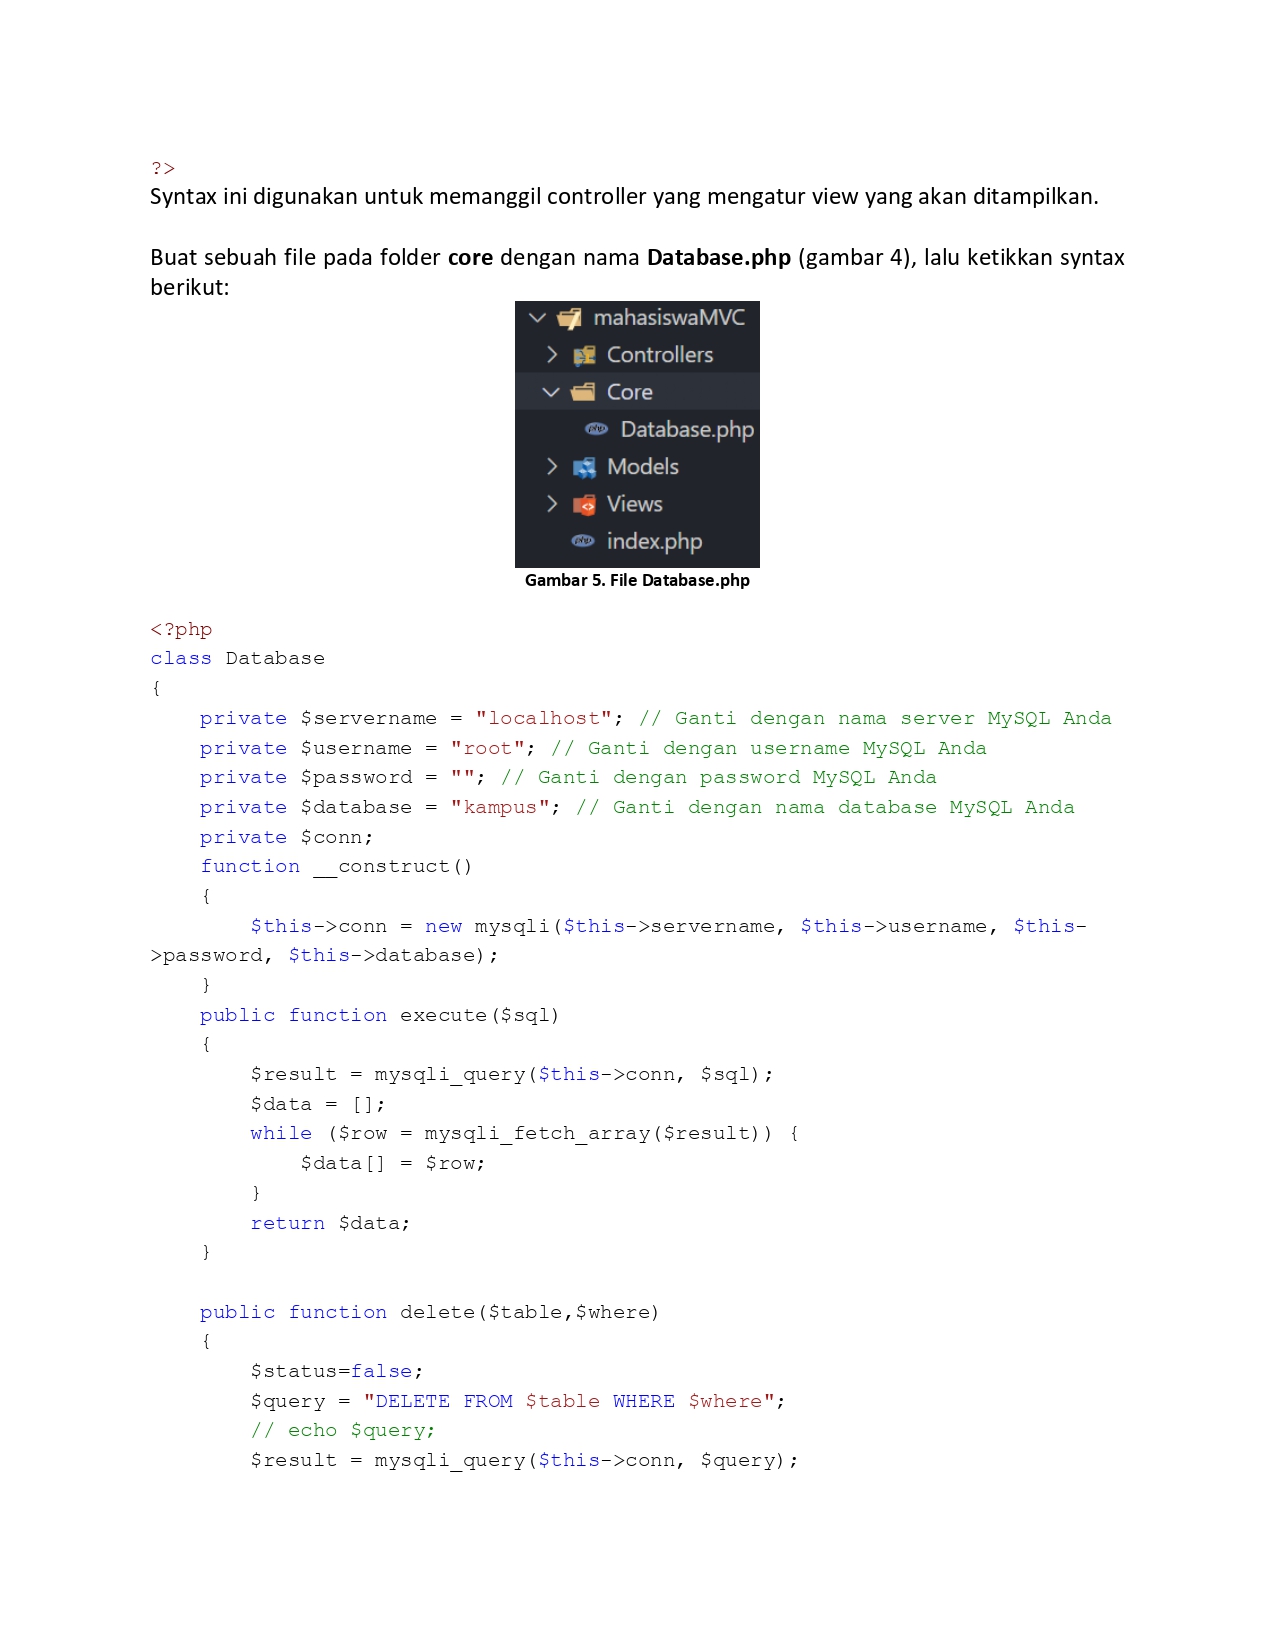 ?>
Syntax ini digunakan untuk memanggil controller yang mengatur view yang akan ditampilkan.
Buat sebuah file pada folder core dengan nama Database.php (gambar 4), lalu ketikkan syntax
berikut:
mahasiswaMVC
Controllers
Core
Database.php
Models
Views
index.php
Gambar 5. File Database.php
<?php
class Database
{
    private $servername = "localhost"; // Ganti dengan nama server MySQL Anda
    private $username = "root"; // Ganti dengan username MySQL Anda
    private $password = ""; // Ganti dengan password MySQL Anda
    private $database = "kampus"; // Ganti dengan nama database MySQL Anda
    private $conn;
    function __construct()
    {
        $this->conn = new mysqli($this->servername, $this->username, $this-
>password, $this->database);
    }
    public function execute($sql)
    {
        $result = mysqli_query($this->conn, $sql);
        $data = [];
        while ($row = mysqli_fetch_array($result)) {
            $data[] = $row;
        }
        return $data;
    }
    public function delete($table,$where)
    {
        $status=false;
        $query = "DELETE FROM $table WHERE $where";
        // echo $query;
        $result = mysqli_query($this->conn, $query);